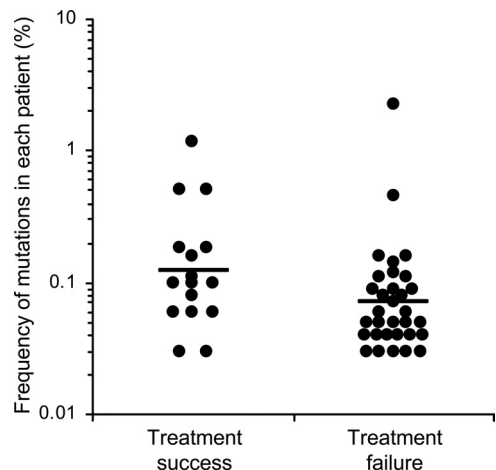 Frequency of mutations in each patient (%)
10
1
0.1
0.01
Treatment
success
Treatment
failure